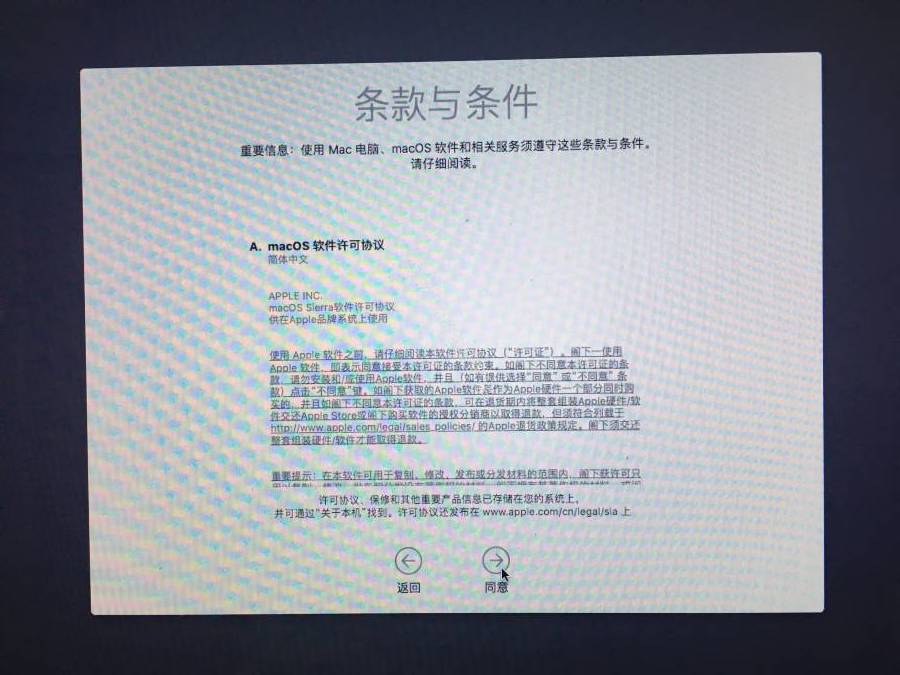 条款与条件
重要信息：使用 Mac 电脑、macOS 软件和相关服务须遵守这些条款与条件。
请仔细阅读。
A. macOS 软件许可协议
简体中文
APPLE INC.
macOS Sierra软件许可协议
供在Apple品牌系统上使用
使用 Apple 软件之前，请仔细阅读本软件许可协议（“许可证”）。阁下一使用
Apple 软件，即表示同意接受本许可证的条款约束。如阁下不同意本许可证的条
款，请勿安装和/或使用Apple软件，并且（如有提供选择“同意” 或“不同意” 条
款）点击“不同意”键。如阁下获取的Apple软件是作为Apple硬件一个部分同时购
买的，并且如阁下不同意本许可证的条款，可在退货期内将整套组装Apple硬件/软
件交还Apple Store或阁下购买软件的授权分销商以取得退款，但须符合列载于
http://www.apple.com/legal/sales_policies/ 的Apple退货政策规定。阁下须交还
整套组装硬件/软件才能取得退款。
重要提示：在本软件可用于复制、修改、发布或分发材料的范围内，阁下获许可只
许可协议、保修和其他重要产品信息已存储在您的系统上，
并可通过“关于本机”找到。许可协议还发布在 www.apple.com/cn/legal/sla 上
返回
同意